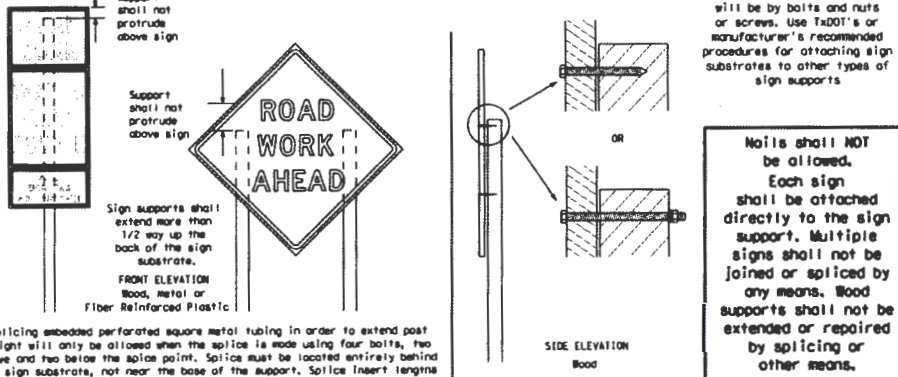 shall not
protrude
above sign
Support
shall not
protrude
above sign
ROAD
WORK
AHEAD
Sign supports shall
extend more than
1/2 way up the
back of the sign
substrate.
FRONT ELEVATION
Wood, metal or
Fiber Reinforced Plastic
will be by bolts and nuts
or screws. Use TxDOT's or
manufacturer's recommended
procedures for attaching sign
substrates to other types of
sign supports
OR
SIDE ELEVATION
Wood
Nails shall NOT
be allowed.
Each sign
shall be attached
directly to the sign
support. Multiple
signs shall not be
joined or spliced by
any means. Wood
supports shall not be
extended or repaired
by splicing or
other means.
licing embedded perforated square metal tubing in order to extend post
ight will only be allowed when the splice is made using four bolts, two
ve and two below the spice point. Splice must be located entirely behind
sign substrate, not near the base of the support. Splice insert lengths